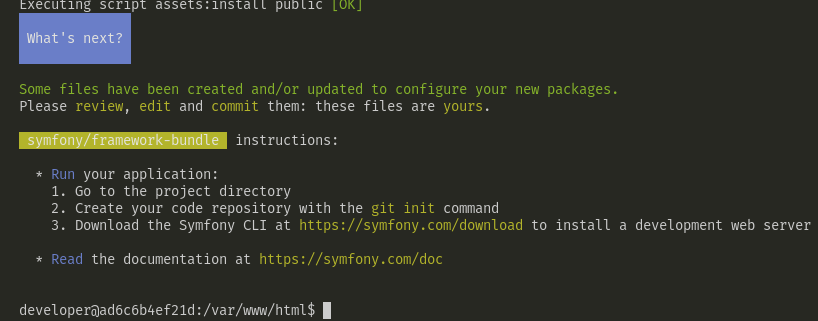 Executing script assets:install public [OK]
What's next?
Some files have been created and/or updated to configure your new packages.
Please review, edit and commit them: these files are yours.
symfony/framework-bundle instructions:
* Run your application:
1. Go to the project directory
2. Create your code repository with the git init command
3. Download the Symfony CLI at https://symfony.com/download to install a development web server
* Read the documentation at https://symfony.com/doc
developer@ad6c6b4ef21d:/var/www/html$